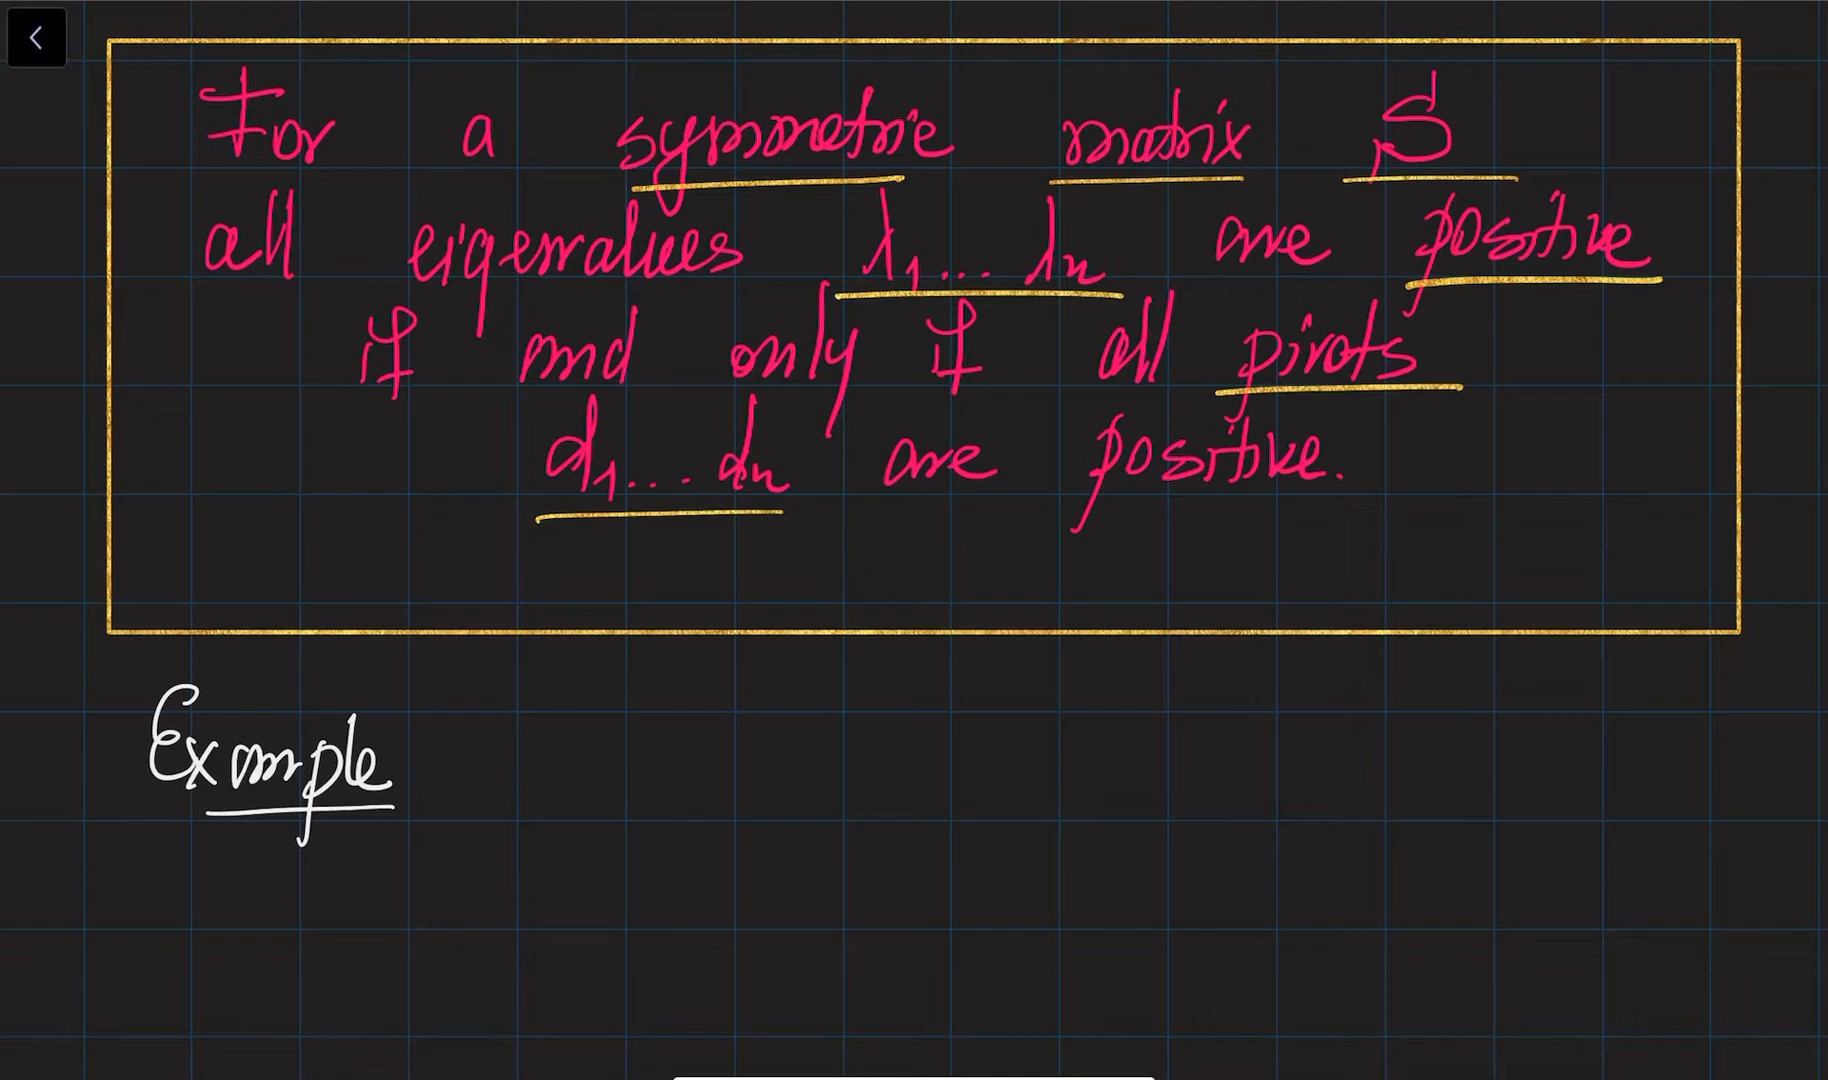 For a symmetric matrix S
all eigenvalues λ₁... λₙ are positive
if and only if all pivots
d₁... dₙ are positive.
Example